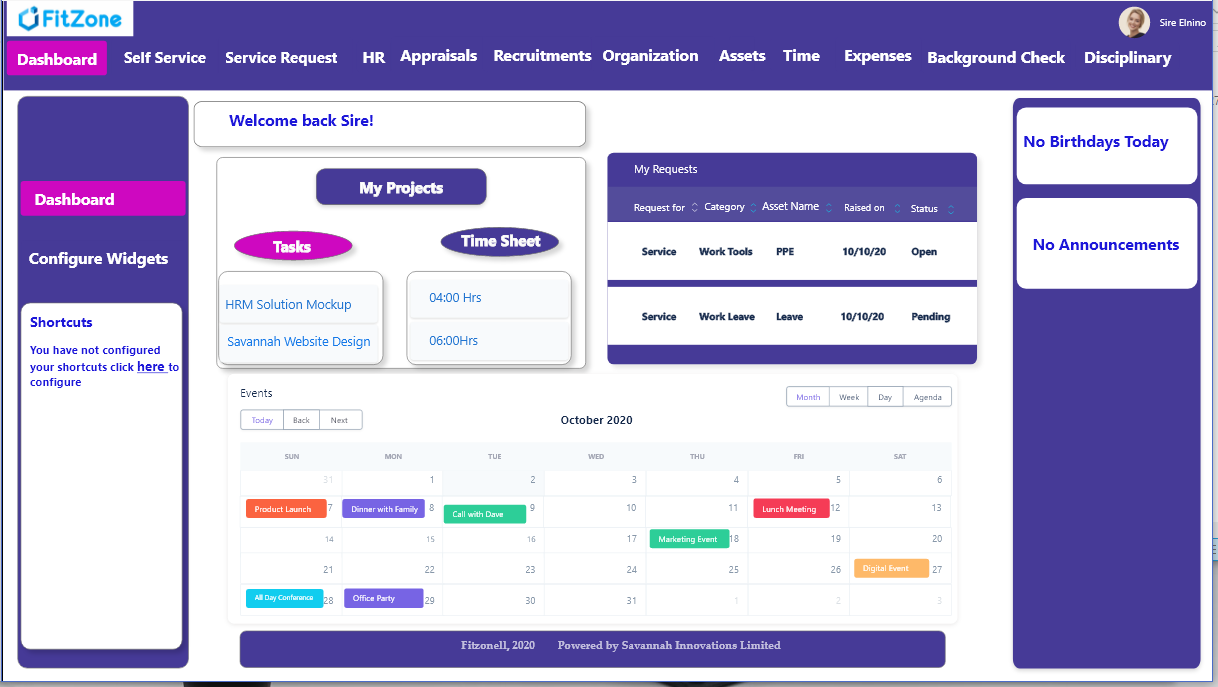 FitZone
Sire Elnino
Dashboard Self Service Service Request HR Appraisals Recruitments Organization Assets Time Expenses Background Check Disciplinary
Dashboard
Configure Widgets
Shortcuts
You have not configured
your shortcuts click here to
configure
Welcome back Sire!
My Projects
Tasks
Time Sheet
HRM Solution Mockup
04:00 Hrs
Savannah Website Design
06:00Hrs
My Requests
Request for Category Asset Name Raised on Status
Service Work Tools PPE 10/10/20 Open
Service Work Leave Leave 10/10/20 Pending
No Birthdays Today
No Announcements
Events
Month Week Day Agenda
Today Back Next
October 2020
SUN MON TUE WED THU FRI SAT
31 1 2 3 4 5 6
Product Launch 7 Dinner with Family 8 Call with Dave 9 10 11 Lunch Meeting 12 13
14 15 16 17 Marketing Event 18 19 20
21 22 23 24 25 26 Digital Event 27
All Day Conference 28 Office Party 29 30 31 1 2 3
Fitzonell, 2020 Powered by Savannah Innovations Limited